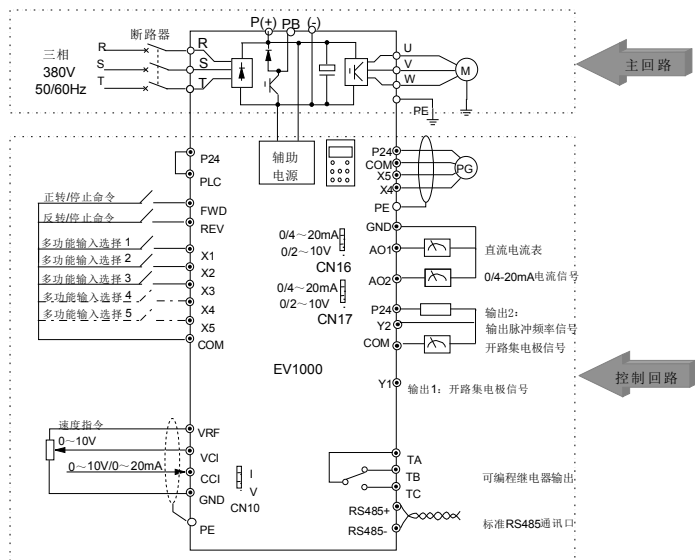 P(+) PB (-)
断路器
三相
380V
50/60Hz
R
S
T
R
S
T
U
V
W
M
PE
主回路
辅助
电源
P24
PLC
正转/停止命令
FWD
反转/停止命令
REV
多功能输入选择 1
X1
多功能输入选择 2
X2
多功能输入选择 3
X3
多功能输入选择 4
X4
多功能输入选择 5
X5
COM
0/4～20mA
0/2～10V
CN16
0/4～20mA
0/2～10V
CN17
EV1000
P24
COM
X5
X4
PG
PE
GND
AO1
直流电流表
AO2
0/4-20mA电流信号
P24
输出2：
Y2
输出脉冲频率信号
COM
开路集电极信号
Y1
输出1：开路集电极信号
控制回路
速度指令
VRF
0～10V
VCI
0～10V/0～20mA
CCI
GND
PE
I
V
CN10
TA
TB
TC
可编程继电器输出
RS485+
RS485-
标准RS485通讯口